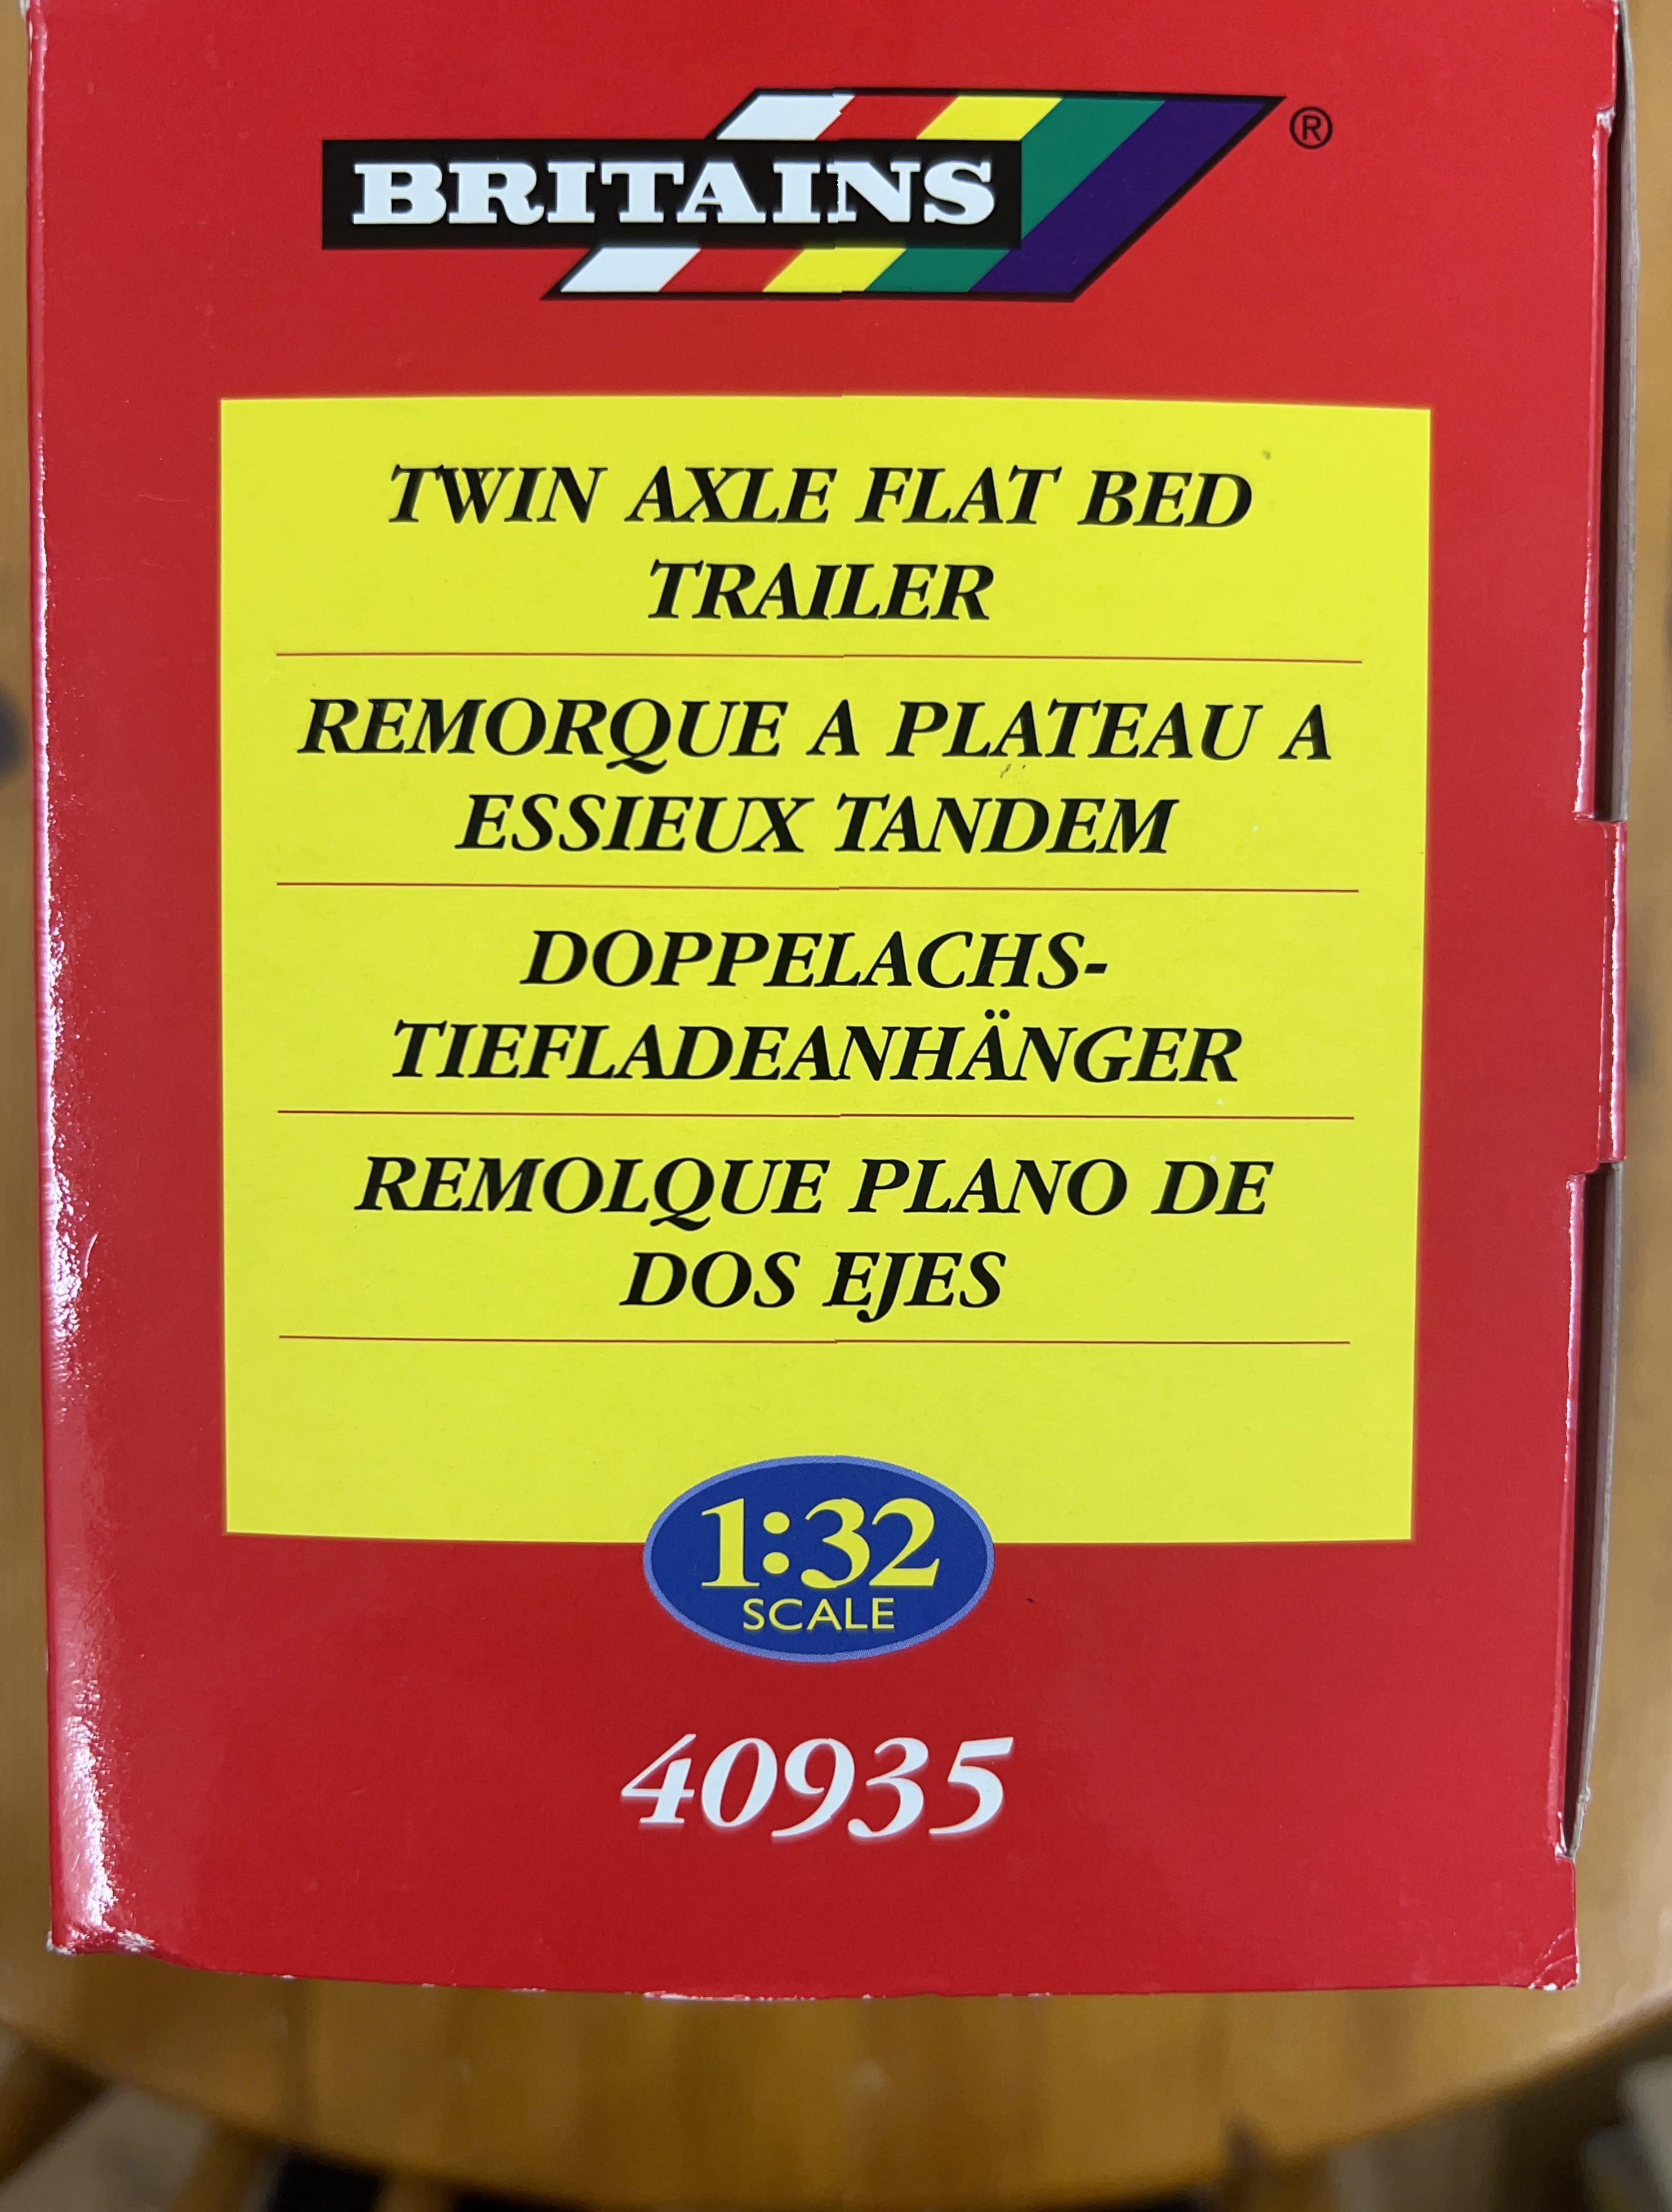 BRITAINS ®
TWIN AXLE FLAT BED
TRAILER
REMORQUE A PLATEAU A
ESSIEUX TANDEM
DOPPELACHS-
TIEFLADEANHÄNGER
REMOLQUE PLANO DE
DOS EJES
1:32
SCALE
40935